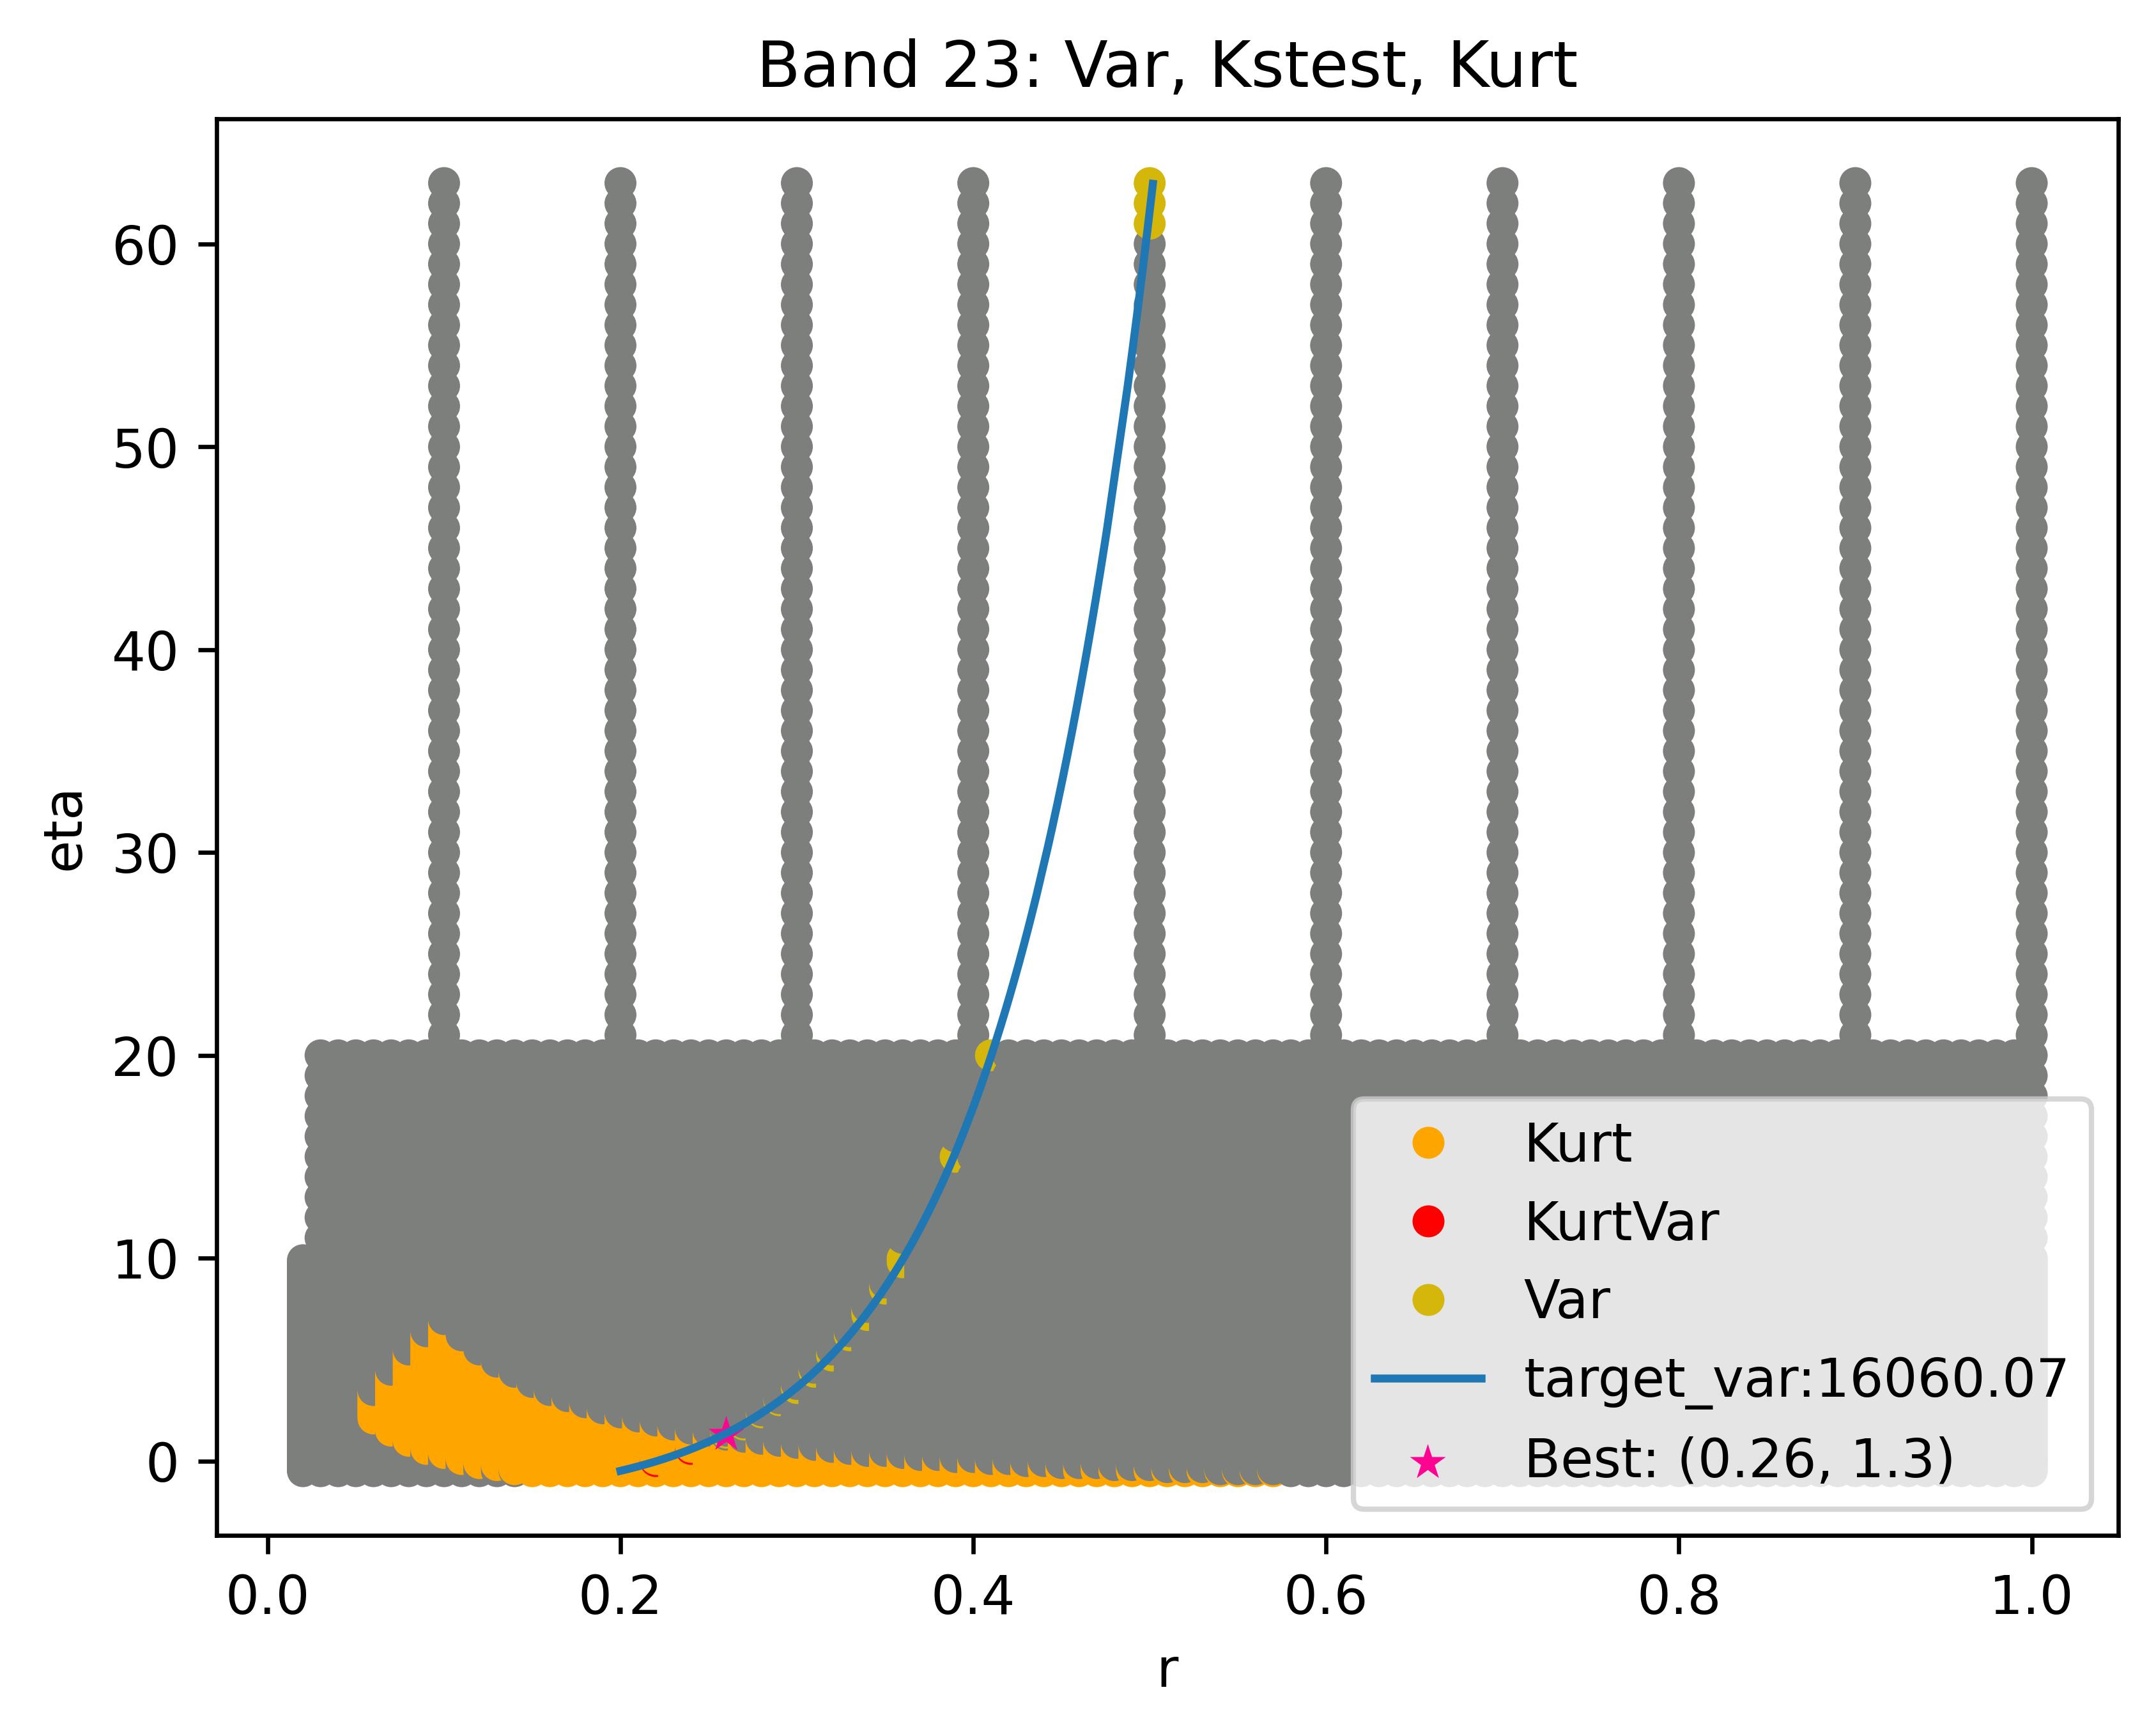 Band 23: Var, Kstest, Kurt
eta
60
50
40
30
20
10
0
Kurt
KurtVar
Var
target_var:16060.07
Best: (0.26, 1.3)
0.0 0.2 0.4 0.6 0.8 1.0
r